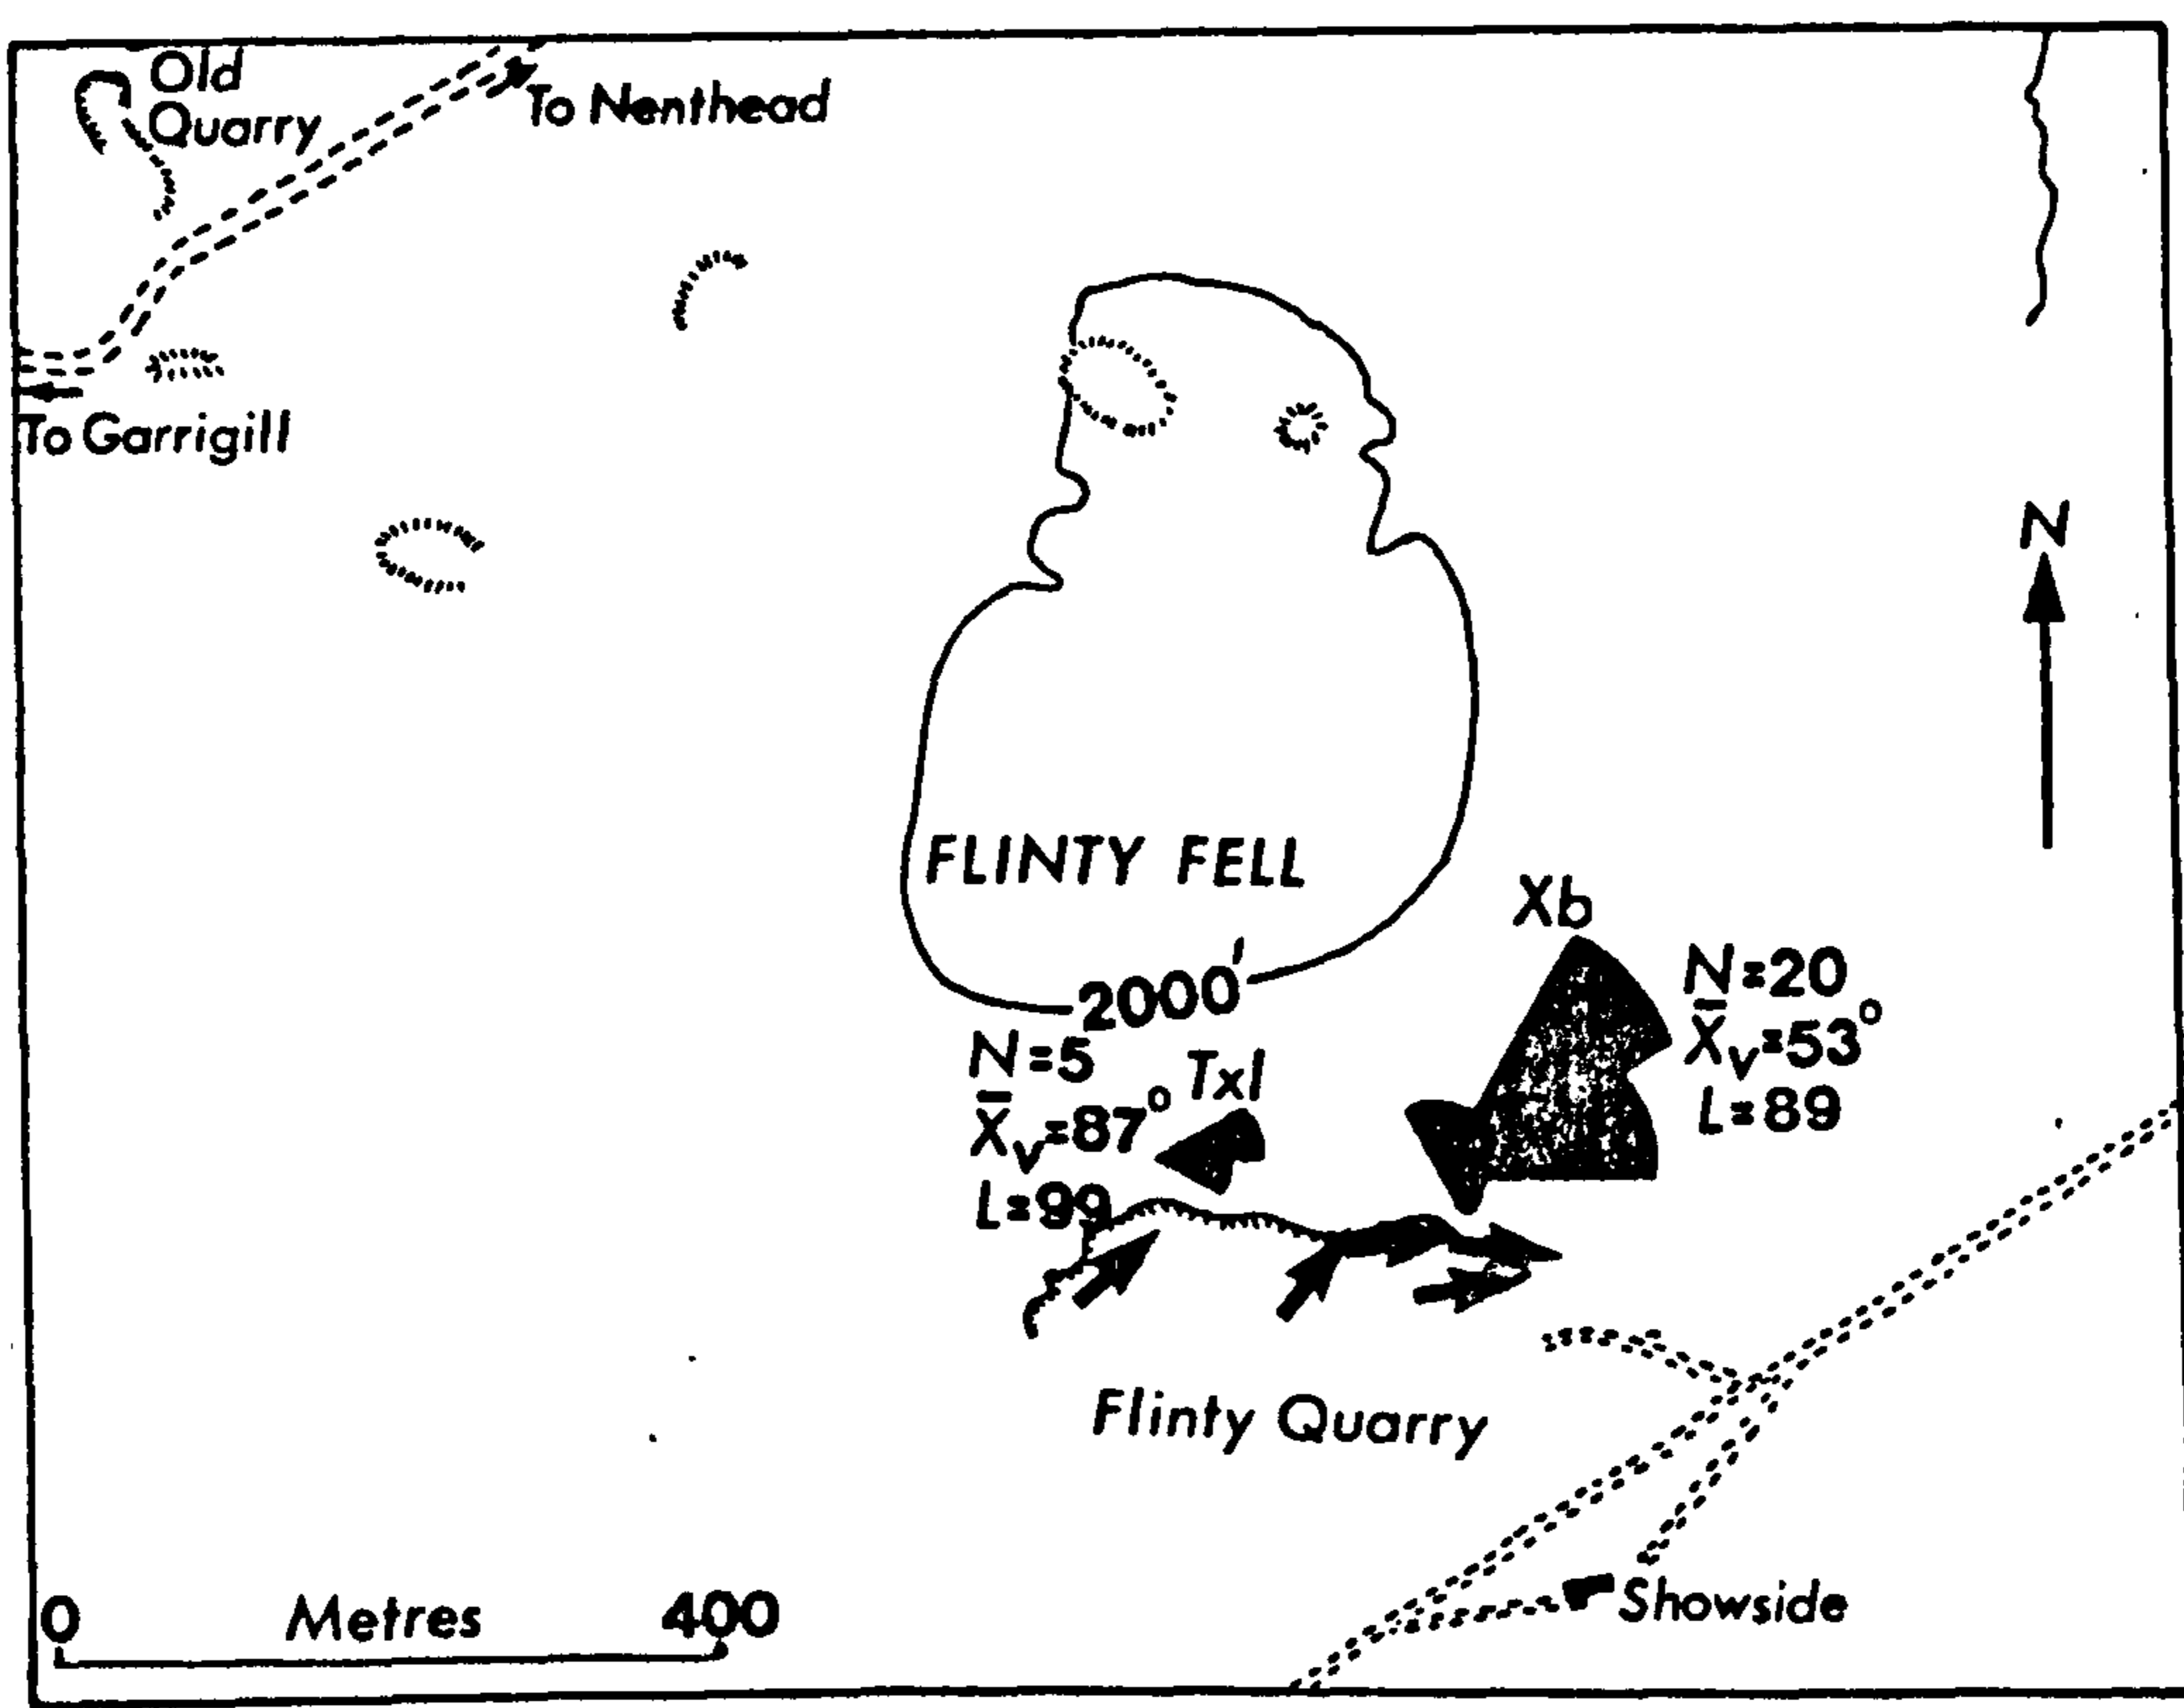 Old
Quarry
To Nenthead
To Garrigill
N
FLINTY FELL
2000'
Xb
N=20
X̄v=53°
L=89
N=5
X̄v=87°
L=99
Txl
Flinty Quarry
Showside
0 Metres 400